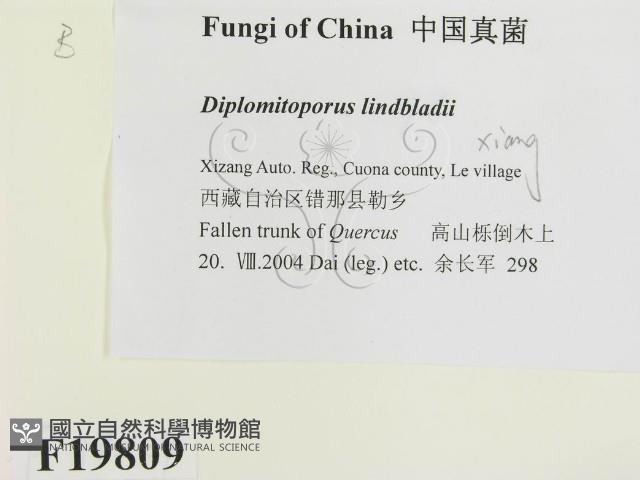 B
Fungi of China 中国真菌
Diplomitoporus lindbladii
xiang
Xizang Auto. Reg., Cuona county, Le village
西藏自治区错那县勒乡
Fallen trunk of Quercus 高山栎倒木上
20. Ⅷ.2004 Dai (leg.) etc. 余长军 298
國立自然科學博物館
NATIONAL MUSEUM OF NATURAL SCIENCE
F19809